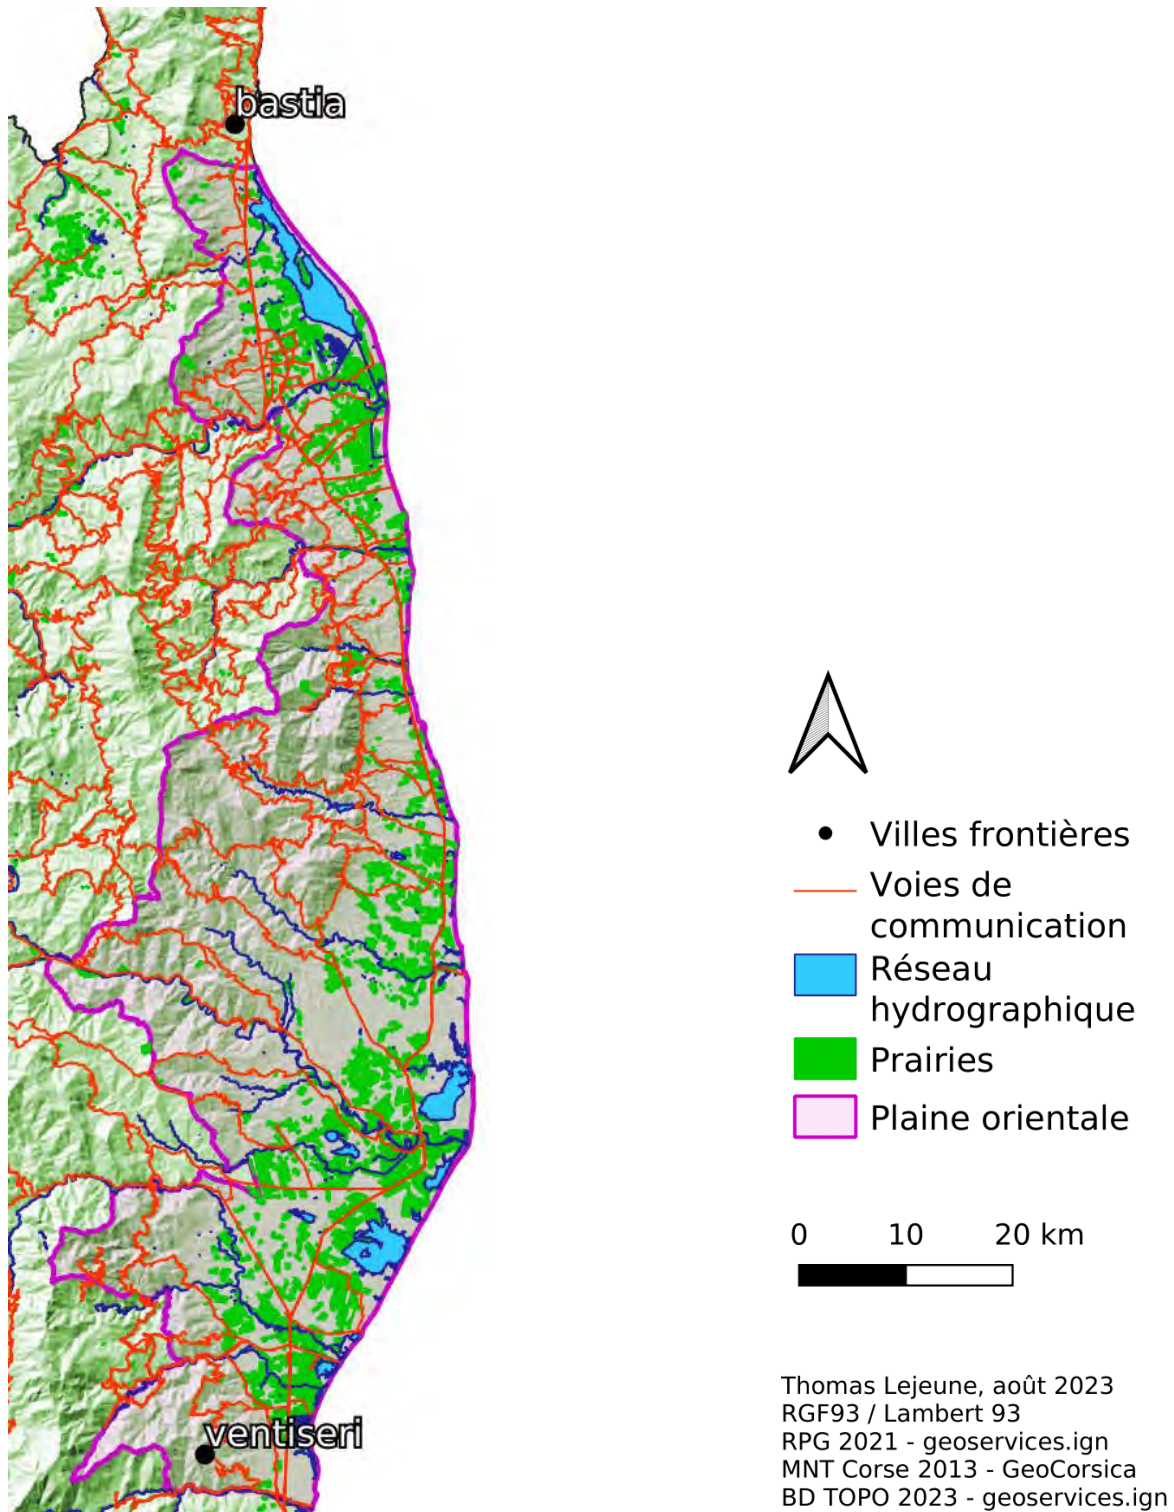 bastia
Villes frontières
Voies de
communication
Réseau
hydrographique
Prairies
Plaine orientale
0 10 20 km
Thomas Lejeune, août 2023
RGF93 / Lambert 93
RPG 2021 - geoservices.ign
MNT Corse 2013 - GeoCorsica
BD TOPO 2023 - geoservices.ign
ventiseri